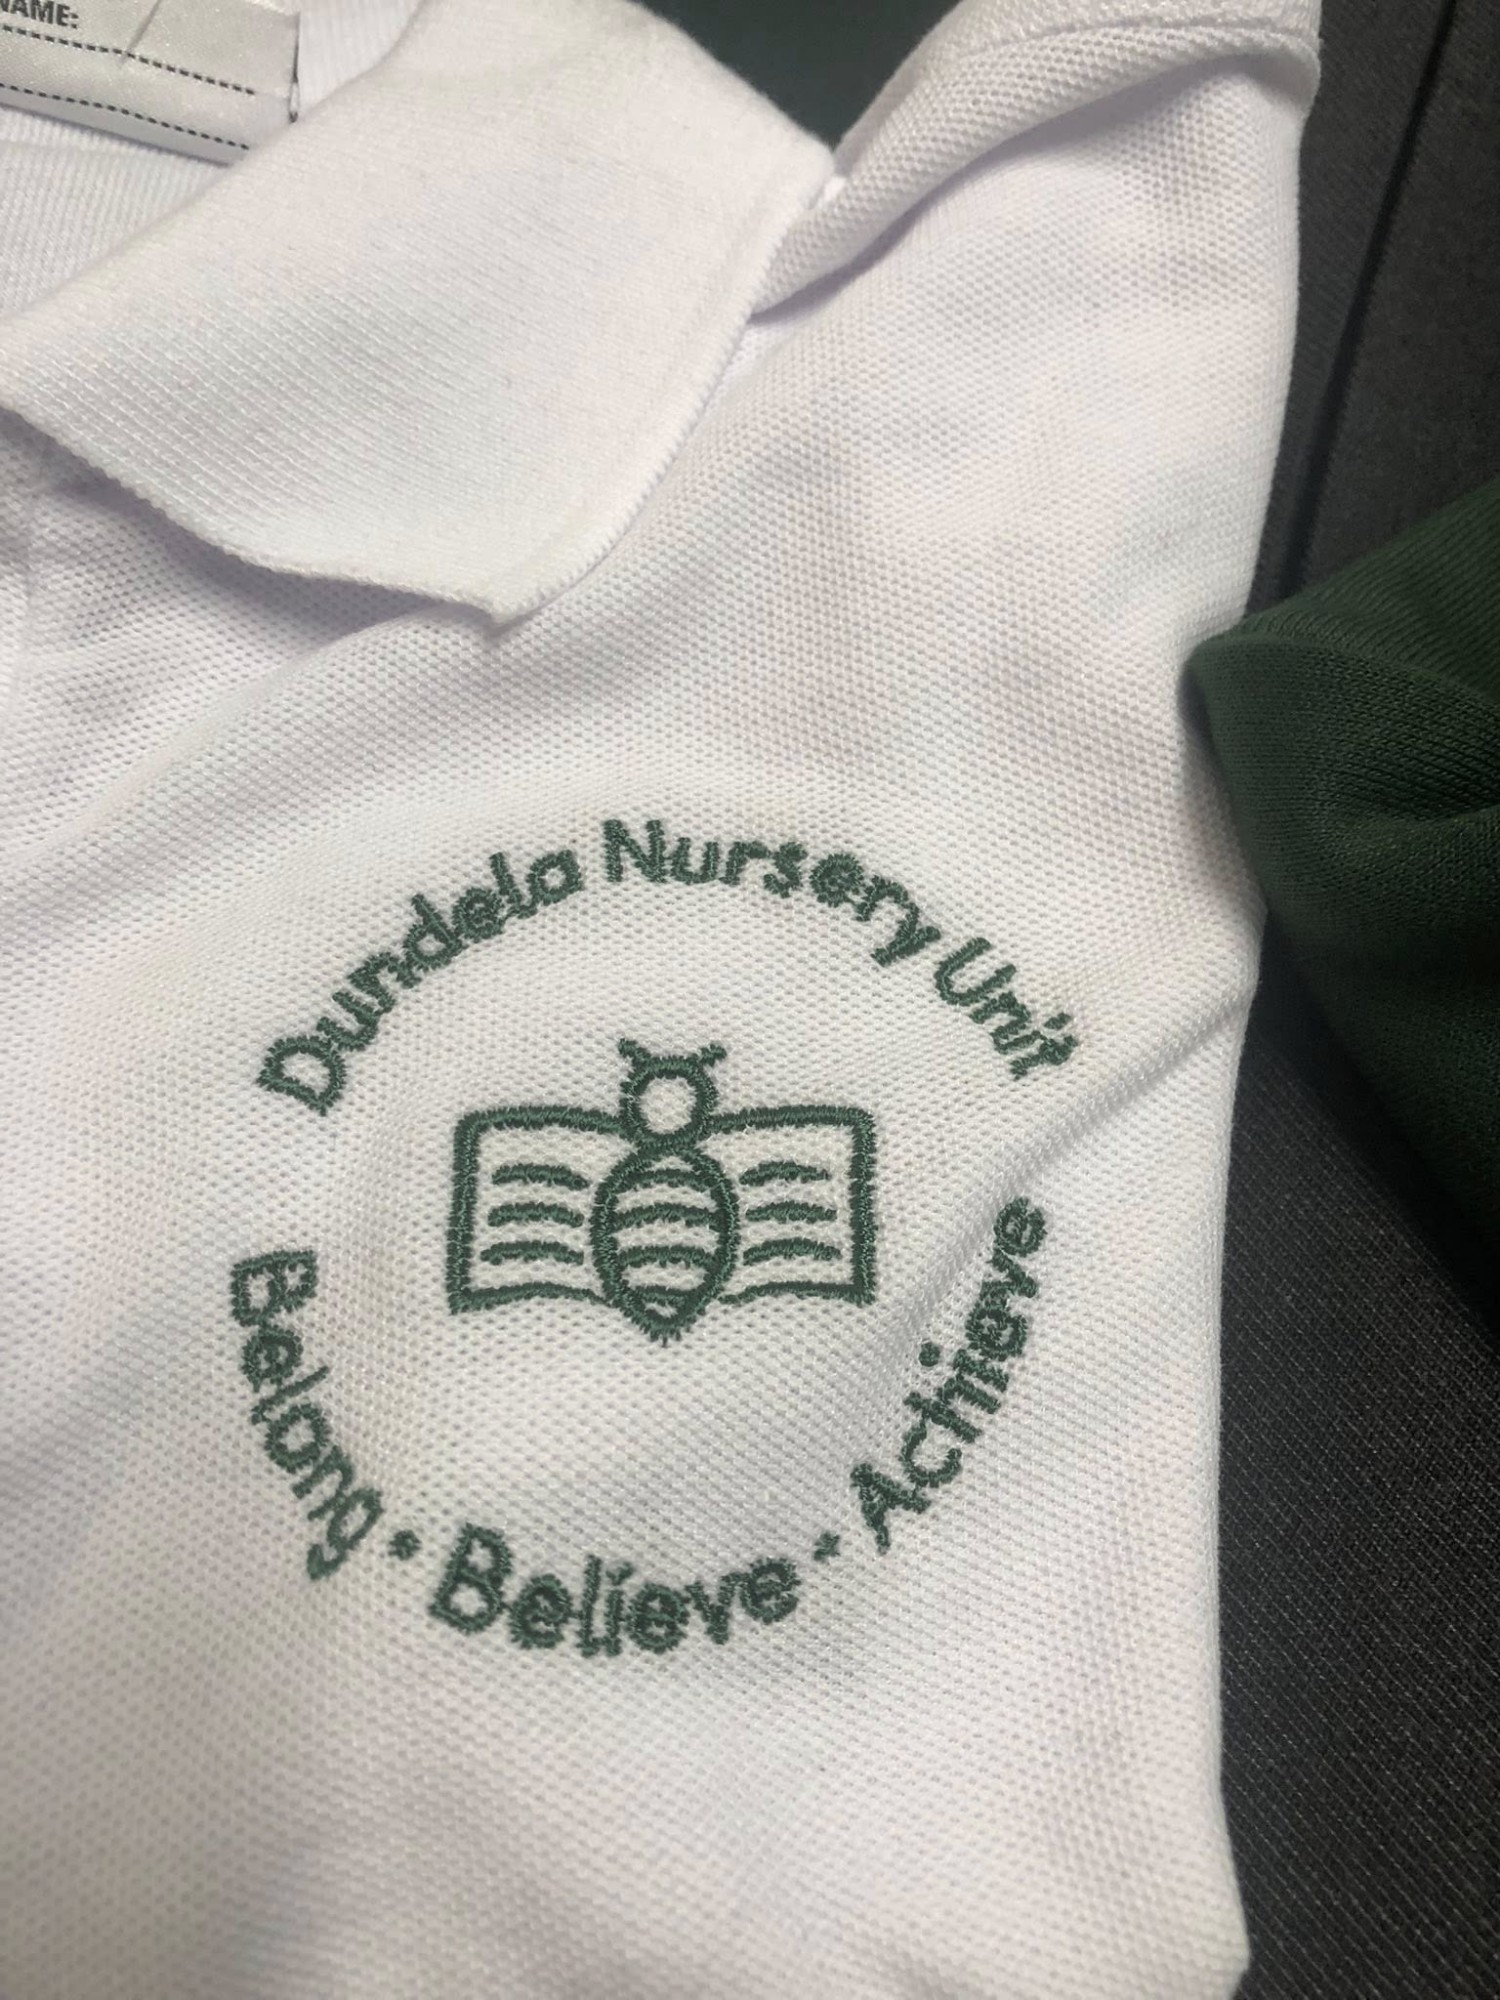 NAME:
Dundela Nursery Unit
Belong • Believe • Achieve